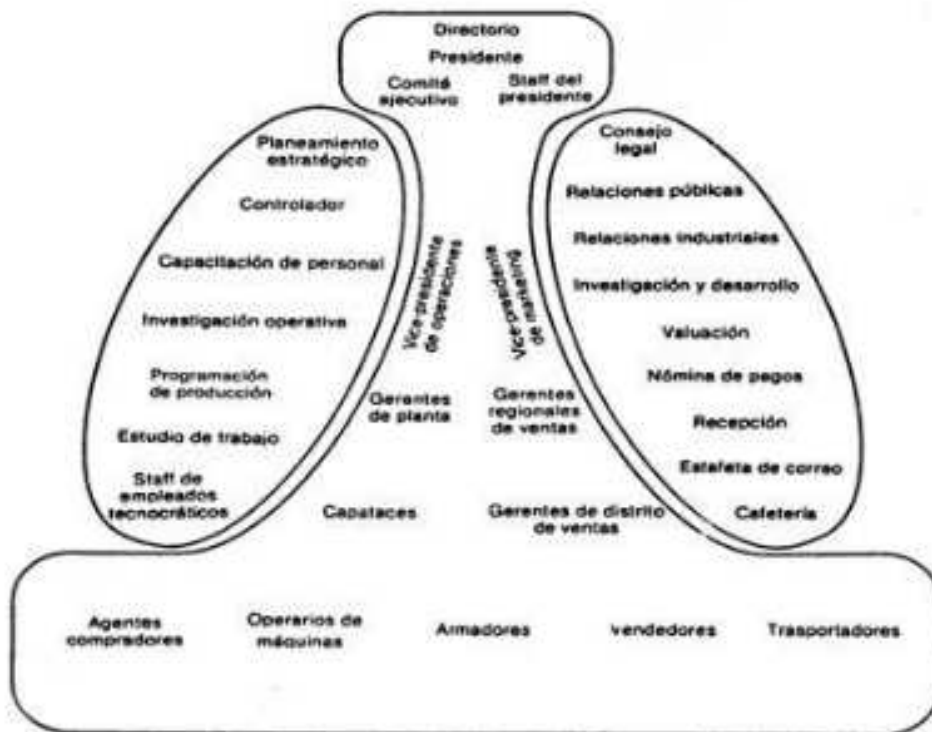 Directorio
Presidente
Comité
ejecutivo
Staff del
presidente
Planeamiento
estratégico
Controlador
Capacitación de personal
Investigación operativa
Programación
de producción
Estudio de trabajo
Staff de
empleados
tecnocráticos
Vice-presidente
de operaciones
Vice-presidente
de marketing
Gerentes
de planta
Gerentes
regionales
de ventas
Capataces
Gerentes de distrito
de ventas
Consejo
legal
Relaciones públicas
Relaciones industriales
Investigación y desarrollo
Valuación
Nómina de pagos
Recepción
Estafeta de correo
Cafetería
Agentes
compradores
Operarios de
máquinas
Armadores
vendedores
Trasportadores